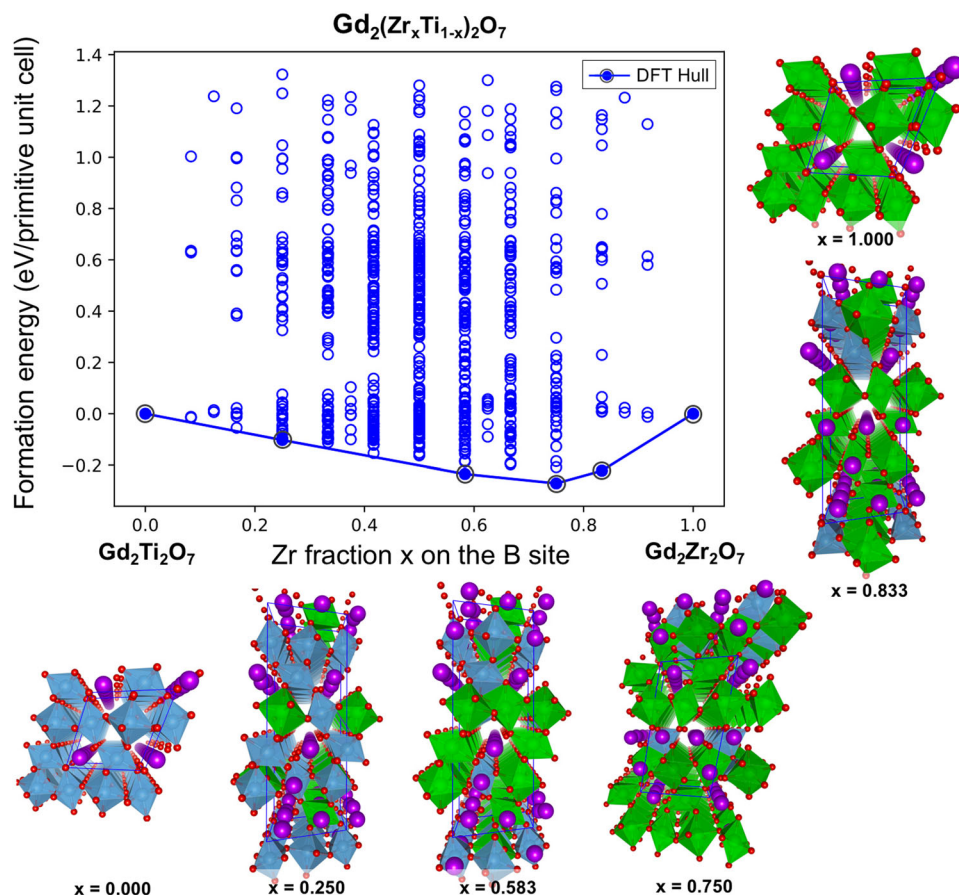 Gd₂(ZrₓTi₁₋ₓ)₂O₇
Formation energy (eV/primitive unit cell)
1.4
1.2
1.0
0.8
0.6
0.4
0.2
0.0
−0.2
DFT Hull
0.0 0.2 0.4 0.6 0.8 1.0
Gd₂Ti₂O₇ Zr fraction x on the B site Gd₂Zr₂O₇
x = 1.000
x = 0.833
x = 0.000 x = 0.250 x = 0.583 x = 0.750